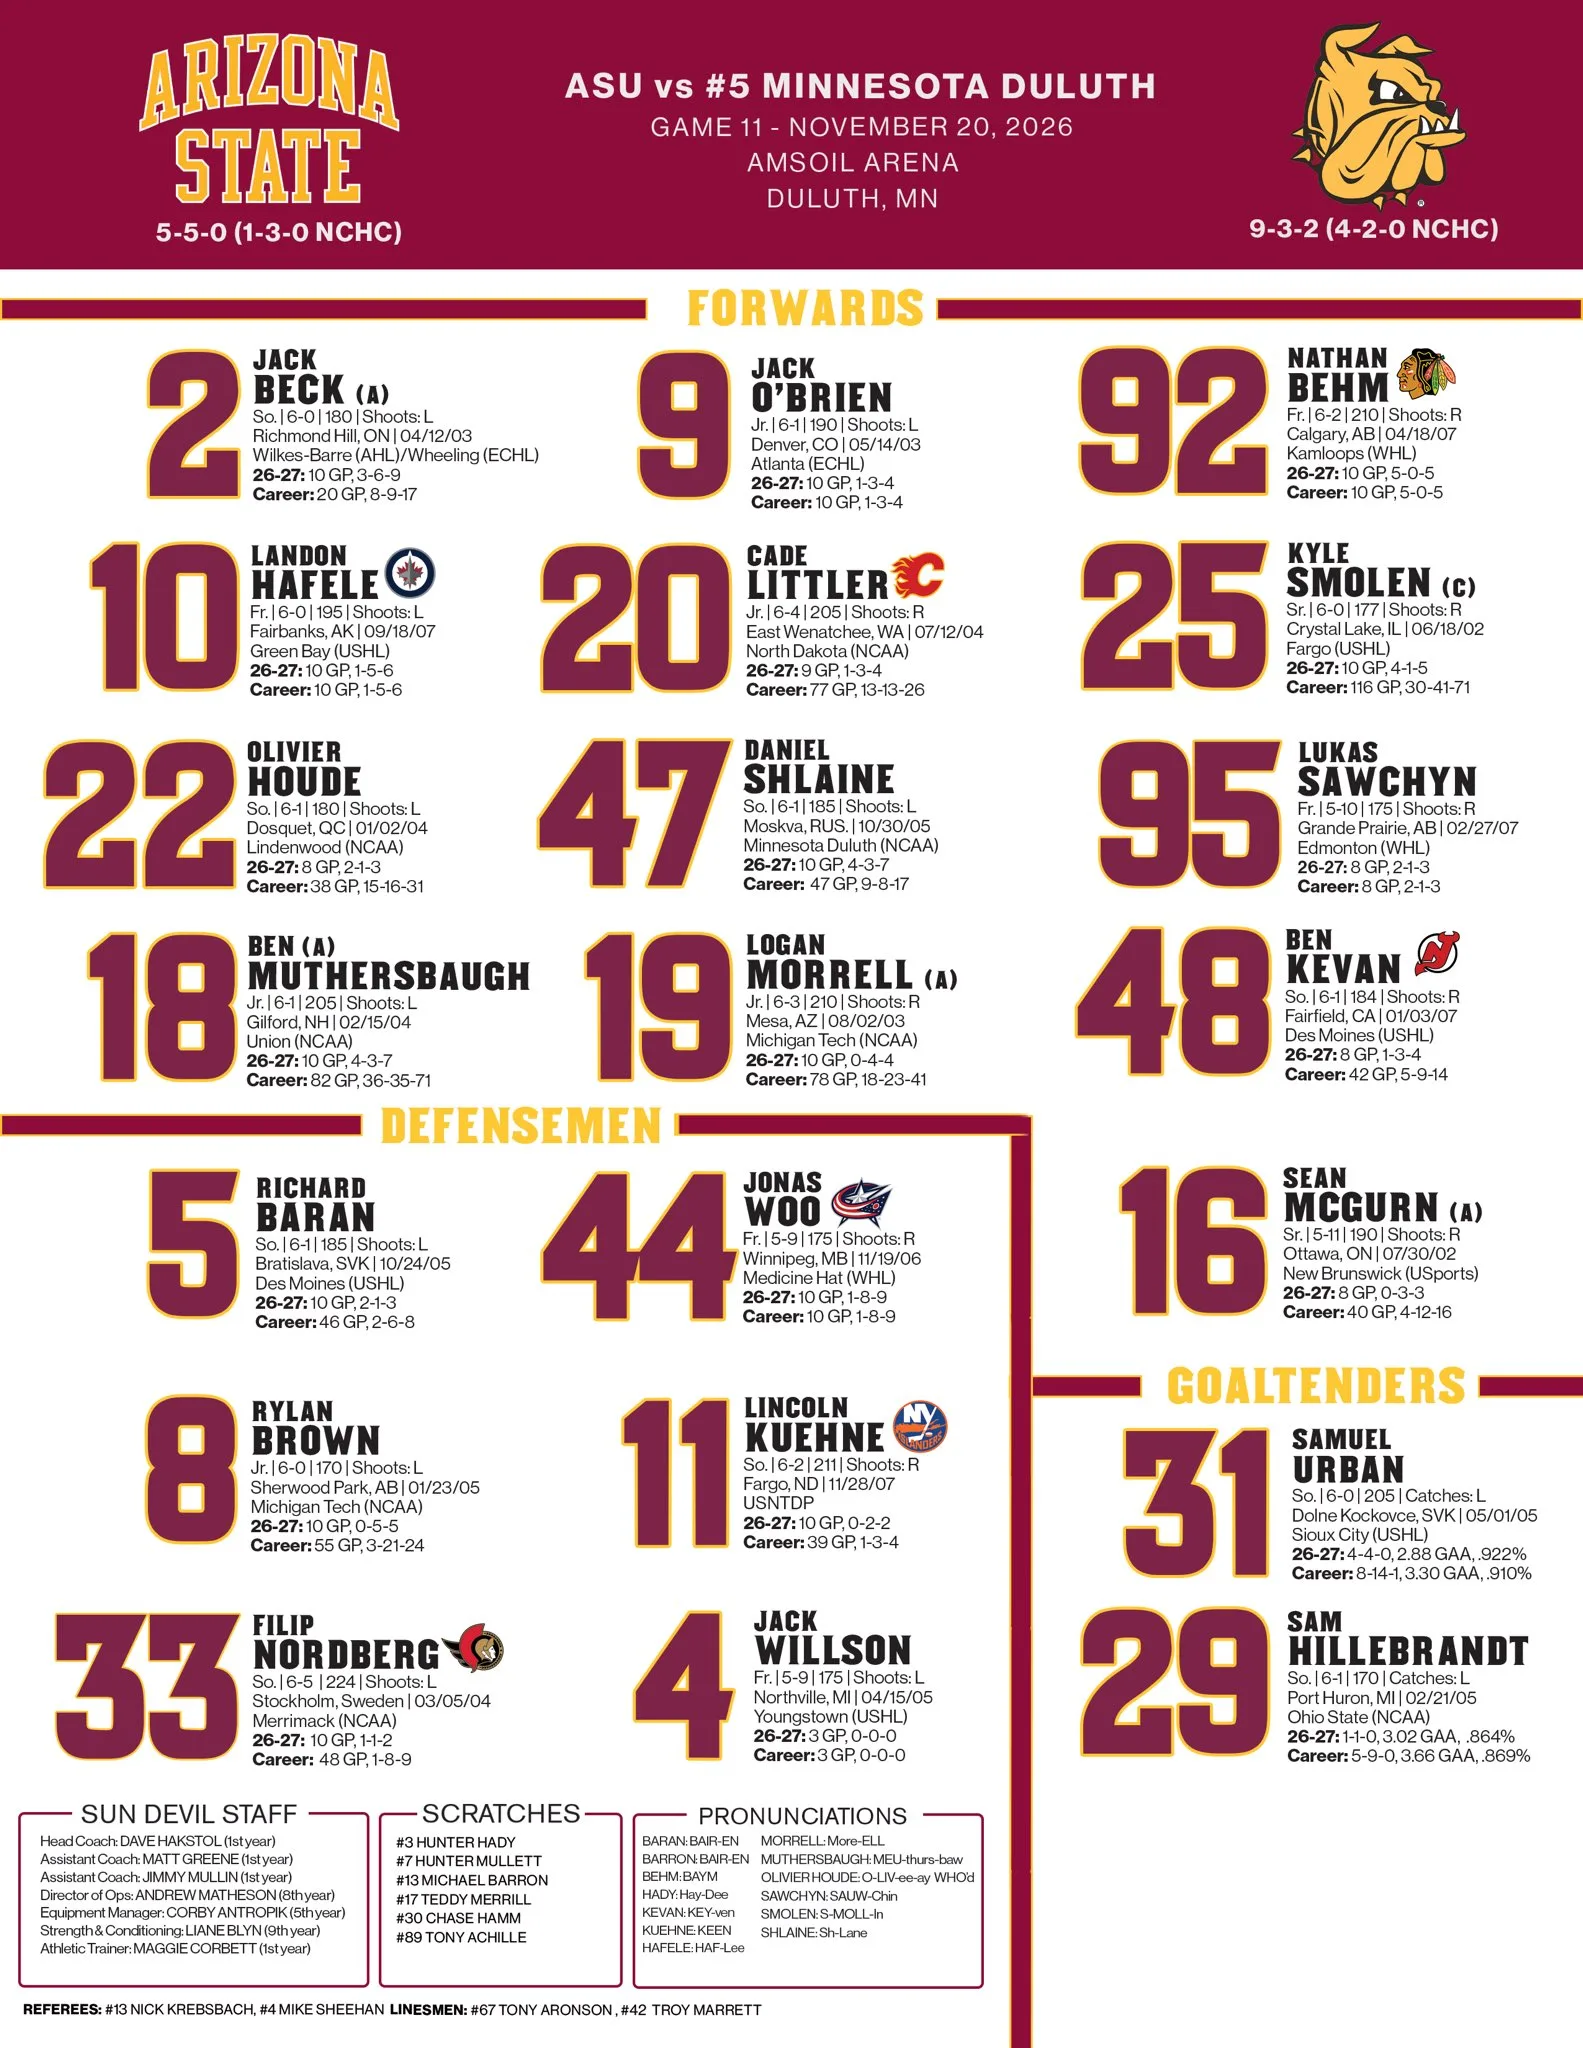 ARIZONA
STATE
5-5-0 (1-3-0 NCHC)
ASU vs #5 MINNESOTA DULUTH
GAME 11 - NOVEMBER 20, 2026
AMSOIL ARENA
DULUTH, MN
®
9-3-2 (4-2-0 NCHC)
FORWARDS
2
JACK
BECK (A)
So. | 6-0 | 180 | Shoots: L
Richmond Hill, ON | 04/12/03
Wilkes-Barre (AHL)/Wheeling (ECHL)
26-27: 10 GP, 3-6-9
Career: 20 GP, 8-9-17
9
JACK
O'BRIEN
Jr. | 6-1 | 190 | Shoots: L
Denver, CO | 05/14/03
Atlanta (ECHL)
26-27: 10 GP, 1-3-4
Career: 10 GP, 1-3-4
92
NATHAN
BEHM
Fr. | 6-2 | 210 | Shoots: R
Calgary, AB | 04/18/07
Kamloops (WHL)
26-27: 10 GP, 5-0-5
Career: 10 GP, 5-0-5
10
LANDON
HAFELE
Fr. | 6-0 | 195 | Shoots: L
Fairbanks, AK | 09/18/07
Green Bay (USHL)
26-27: 10 GP, 1-5-6
Career: 10 GP, 1-5-6
20
CADE
LITTLER
Jr. | 6-4 | 205 | Shoots: R
East Wenatchee, WA | 07/12/04
North Dakota (NCAA)
26-27: 9 GP, 1-3-4
Career: 77 GP, 13-13-26
25
KYLE
SMOLEN (C)
Sr. | 6-0 | 177 | Shoots: R
Crystal Lake, IL | 06/18/02
Fargo (USHL)
26-27: 10 GP, 4-1-5
Career: 116 GP, 30-41-71
22
OLIVIER
HOUDE
So. | 6-1 | 180 | Shoots: L
Dosquet, QC | 01/02/04
Lindenwood (NCAA)
26-27: 8 GP, 2-1-3
Career: 38 GP, 15-16-31
47
DANIEL
SHLAINE
So. | 6-1 | 185 | Shoots: L
Moskva, RUS. | 10/30/05
Minnesota Duluth (NCAA)
26-27: 10 GP, 4-3-7
Career: 47 GP, 9-8-17
95
LUKAS
SAWCHYN
Fr. | 5-10 | 175 | Shoots: R
Grande Prairie, AB | 02/27/07
Edmonton (WHL)
26-27: 8 GP, 2-1-3
Career: 8 GP, 2-1-3
18
BEN (A)
MUTHERSBAUGH
Jr. | 6-1 | 205 | Shoots: L
Gilford, NH | 02/15/04
Union (NCAA)
26-27: 10 GP, 4-3-7
Career: 82 GP, 36-35-71
19
LOGAN
MORRELL (A)
Jr. | 6-3 | 210 | Shoots: R
Mesa, AZ | 08/02/03
Michigan Tech (NCAA)
26-27: 10 GP, 0-4-4
Career: 78 GP, 18-23-41
48
BEN
KEVAN
So. | 6-1 | 184 | Shoots: R
Fairfield, CA | 01/03/07
Des Moines (USHL)
26-27: 8 GP, 1-3-4
Career: 42 GP, 5-9-14
16
SEAN
MCGURN (A)
Sr. | 5-11 | 190 | Shoots: R
Ottawa, ON | 07/30/02
New Brunswick (USports)
26-27: 8 GP, 0-3-3
Career: 40 GP, 4-12-16
DEFENSEMEN
5
RICHARD
BARAN
So. | 6-1 | 185 | Shoots: L
Bratislava, SVK | 10/24/05
Des Moines (USHL)
26-27: 10 GP, 2-1-3
Career: 46 GP, 2-6-8
44
JONAS
WOO
Fr. | 5-9 | 175 | Shoots: R
Winnipeg, MB | 11/19/06
Medicine Hat (WHL)
26-27: 10 GP, 1-8-9
Career: 10 GP, 1-8-9
8
RYLAN
BROWN
Jr. | 6-0 | 170 | Shoots: L
Sherwood Park, AB | 01/23/05
Michigan Tech (NCAA)
26-27: 10 GP, 0-5-5
Career: 55 GP, 3-21-24
11
LINCOLN
KUEHNE
NY
ISLANDERS
So. | 6-2 | 211 | Shoots: R
Fargo, ND | 11/28/07
USNTDP
26-27: 10 GP, 0-2-2
Career: 39 GP, 1-3-4
33
FILIP
NORDBERG
So. | 6-5 | 224 | Shoots: L
Stockholm, Sweden | 03/05/04
Merrimack (NCAA)
26-27: 10 GP, 1-1-2
Career: 48 GP, 1-8-9
4
JACK
WILLSON
Fr. | 5-9 | 175 | Shoots: L
Northville, MI | 04/15/05
Youngstown (USHL)
26-27: 3 GP, 0-0-0
Career: 3 GP, 0-0-0
GOALTENDERS
31
SAMUEL
URBAN
So. | 6-0 | 205 | Catches: L
Dolne Kockovce, SVK | 05/01/05
Sioux City (USHL)
26-27: 4-4-0, 2.88 GAA, .922%
Career: 8-14-1, 3.30 GAA, .910%
29
SAM
HILLEBRANDT
So. | 6-1 | 170 | Catches: L
Port Huron, MI | 02/21/05
Ohio State (NCAA)
26-27: 1-1-0, 3.02 GAA, .864%
Career: 5-9-0, 3.66 GAA, .869%
SUN DEVIL STAFF
Head Coach: DAVE HAKSTOL (1st year)
Assistant Coach: MATT GREENE (1st year)
Assistant Coach: JIMMY MULLIN (1st year)
Director of Ops: ANDREW MATHESON (8th year)
Equipment Manager: CORBY ANTROPIK (5th year)
Strength & Conditioning: LIANE BLYN (9th year)
Athletic Trainer: MAGGIE CORBETT (1st year)
SCRATCHES
#3 HUNTER HADY
#7 HUNTER MULLETT
#13 MICHAEL BARRON
#17 TEDDY MERRILL
#30 CHASE HAMM
#89 TONY ACHILLE
PRONUNCIATIONS
BARAN: BAIR-EN
BARRON: BAIR-EN
BEHM: BAYM
HADY: Hay-Dee
KEVAN: KEY-ven
KUEHNE: KEEN
HAFELE: HAF-Lee
MORRELL: More-ELL
MUTHERSBAUGH: MEU-thurs-baw
OLIVIER HOUDE: O-LIV-ee-ay WHO'd
SAWCHYN: SAUW-Chin
SMOLEN: S-MOLL-In
SHLAINE: Sh-Lane
REFEREES: #13 NICK KREBSBACH, #4 MIKE SHEEHAN LINESMEN: #67 TONY ARONSON , #42 TROY MARRETT